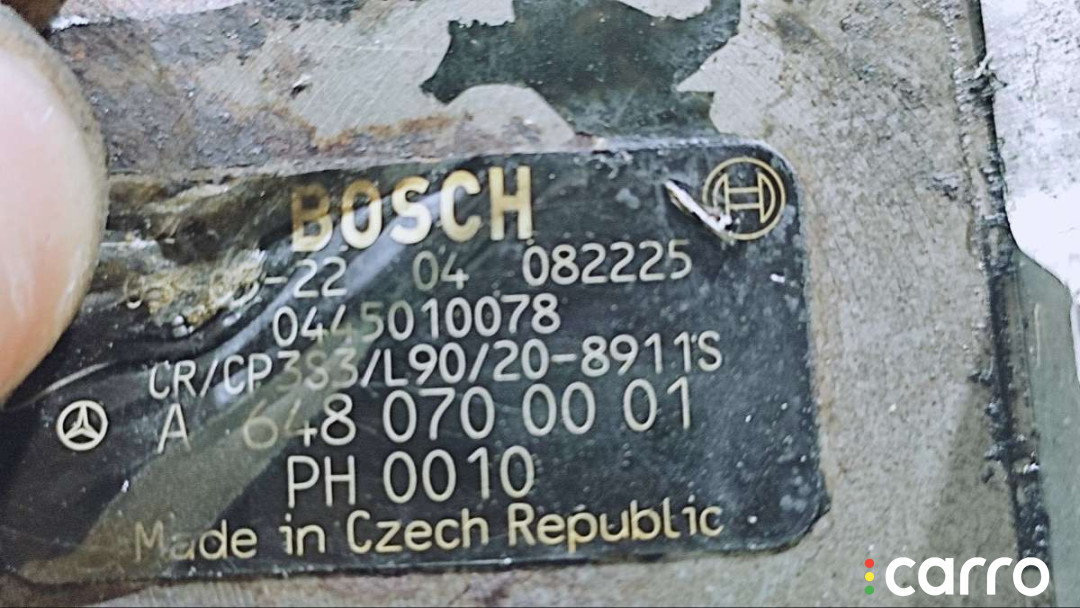 BOSCH
-22 04 082225
0445010078
CR/CP3S3/L90/20-8911S
A 648 070 00 01
PH 0010
Made in Czech Republic
carro